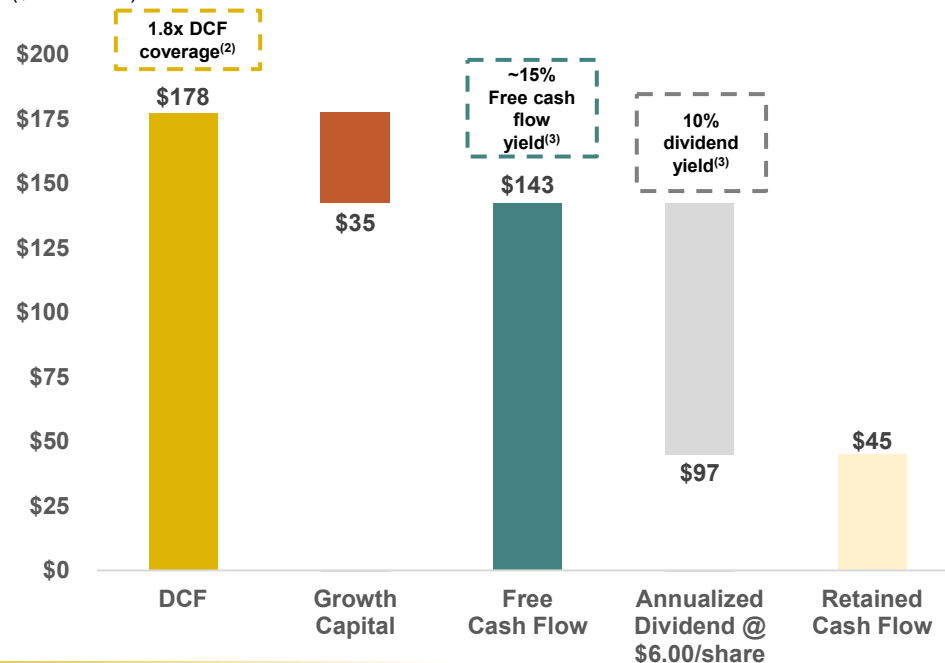 1.8x DCF
coverage(2)
~15%
Free cash
flow
yield(3)
10%
dividend
yield(3)
$200
$175
$150
$125
$100
$75
$50
$25
$0
$178
$35
$143
$97
$45
DCF
Growth
Capital
Free
Cash Flow
Annualized
Dividend @
$6.00/share
Retained
Cash Flow